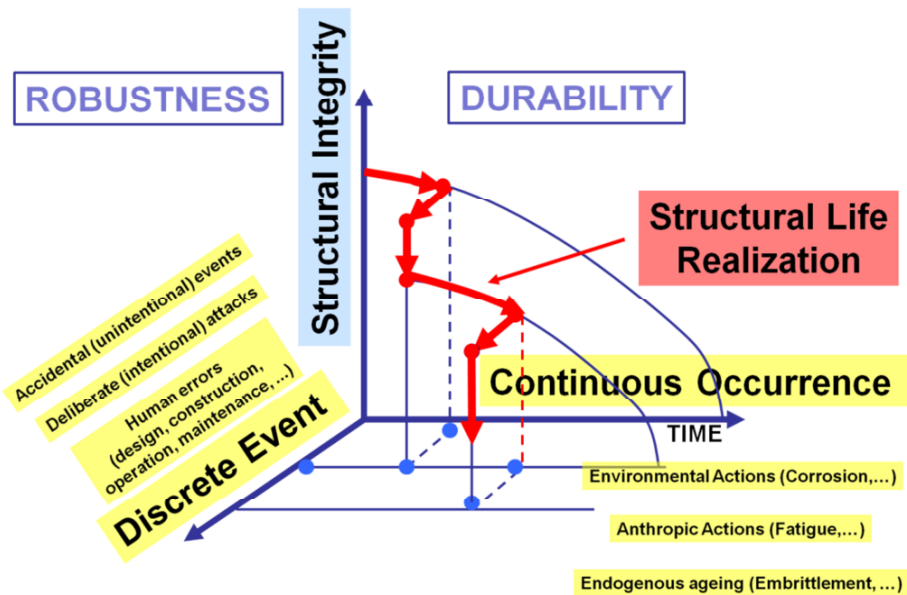 ROBUSTNESS
Structural Integrity
DURABILITY
Structural Life
Realization
Accidental (unintentional) events
Deliberate (intentional) attacks
Human errors
(design, construction,
operation, maintenance,...)
Discrete Event
Continuous Occurrence
TIME
Environmental Actions (Corrosion,...)
Anthropic Actions (Fatigue,...)
Endogenous ageing (Embrittlement, ...)